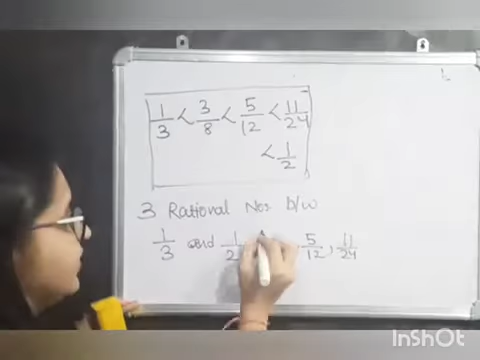 1/3 < 3/8 < 5/12 < 11/24
< 1/2
3 Rational Nos b/w
1/3 and 1/2 5/12, 11/24
InShOt